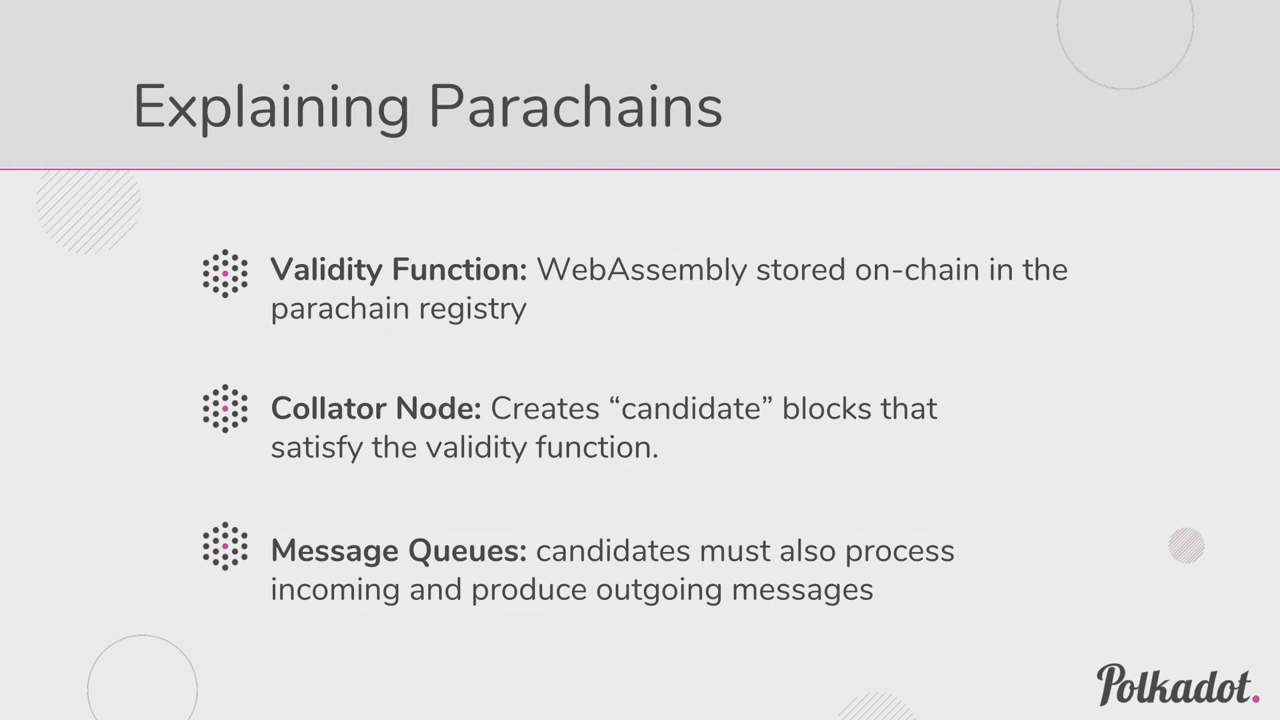 Explaining Parachains
Validity Function: WebAssembly stored on-chain in the
parachain registry
Collator Node: Creates “candidate” blocks that
satisfy the validity function.
Message Queues: candidates must also process
incoming and produce outgoing messages
Polkadot.